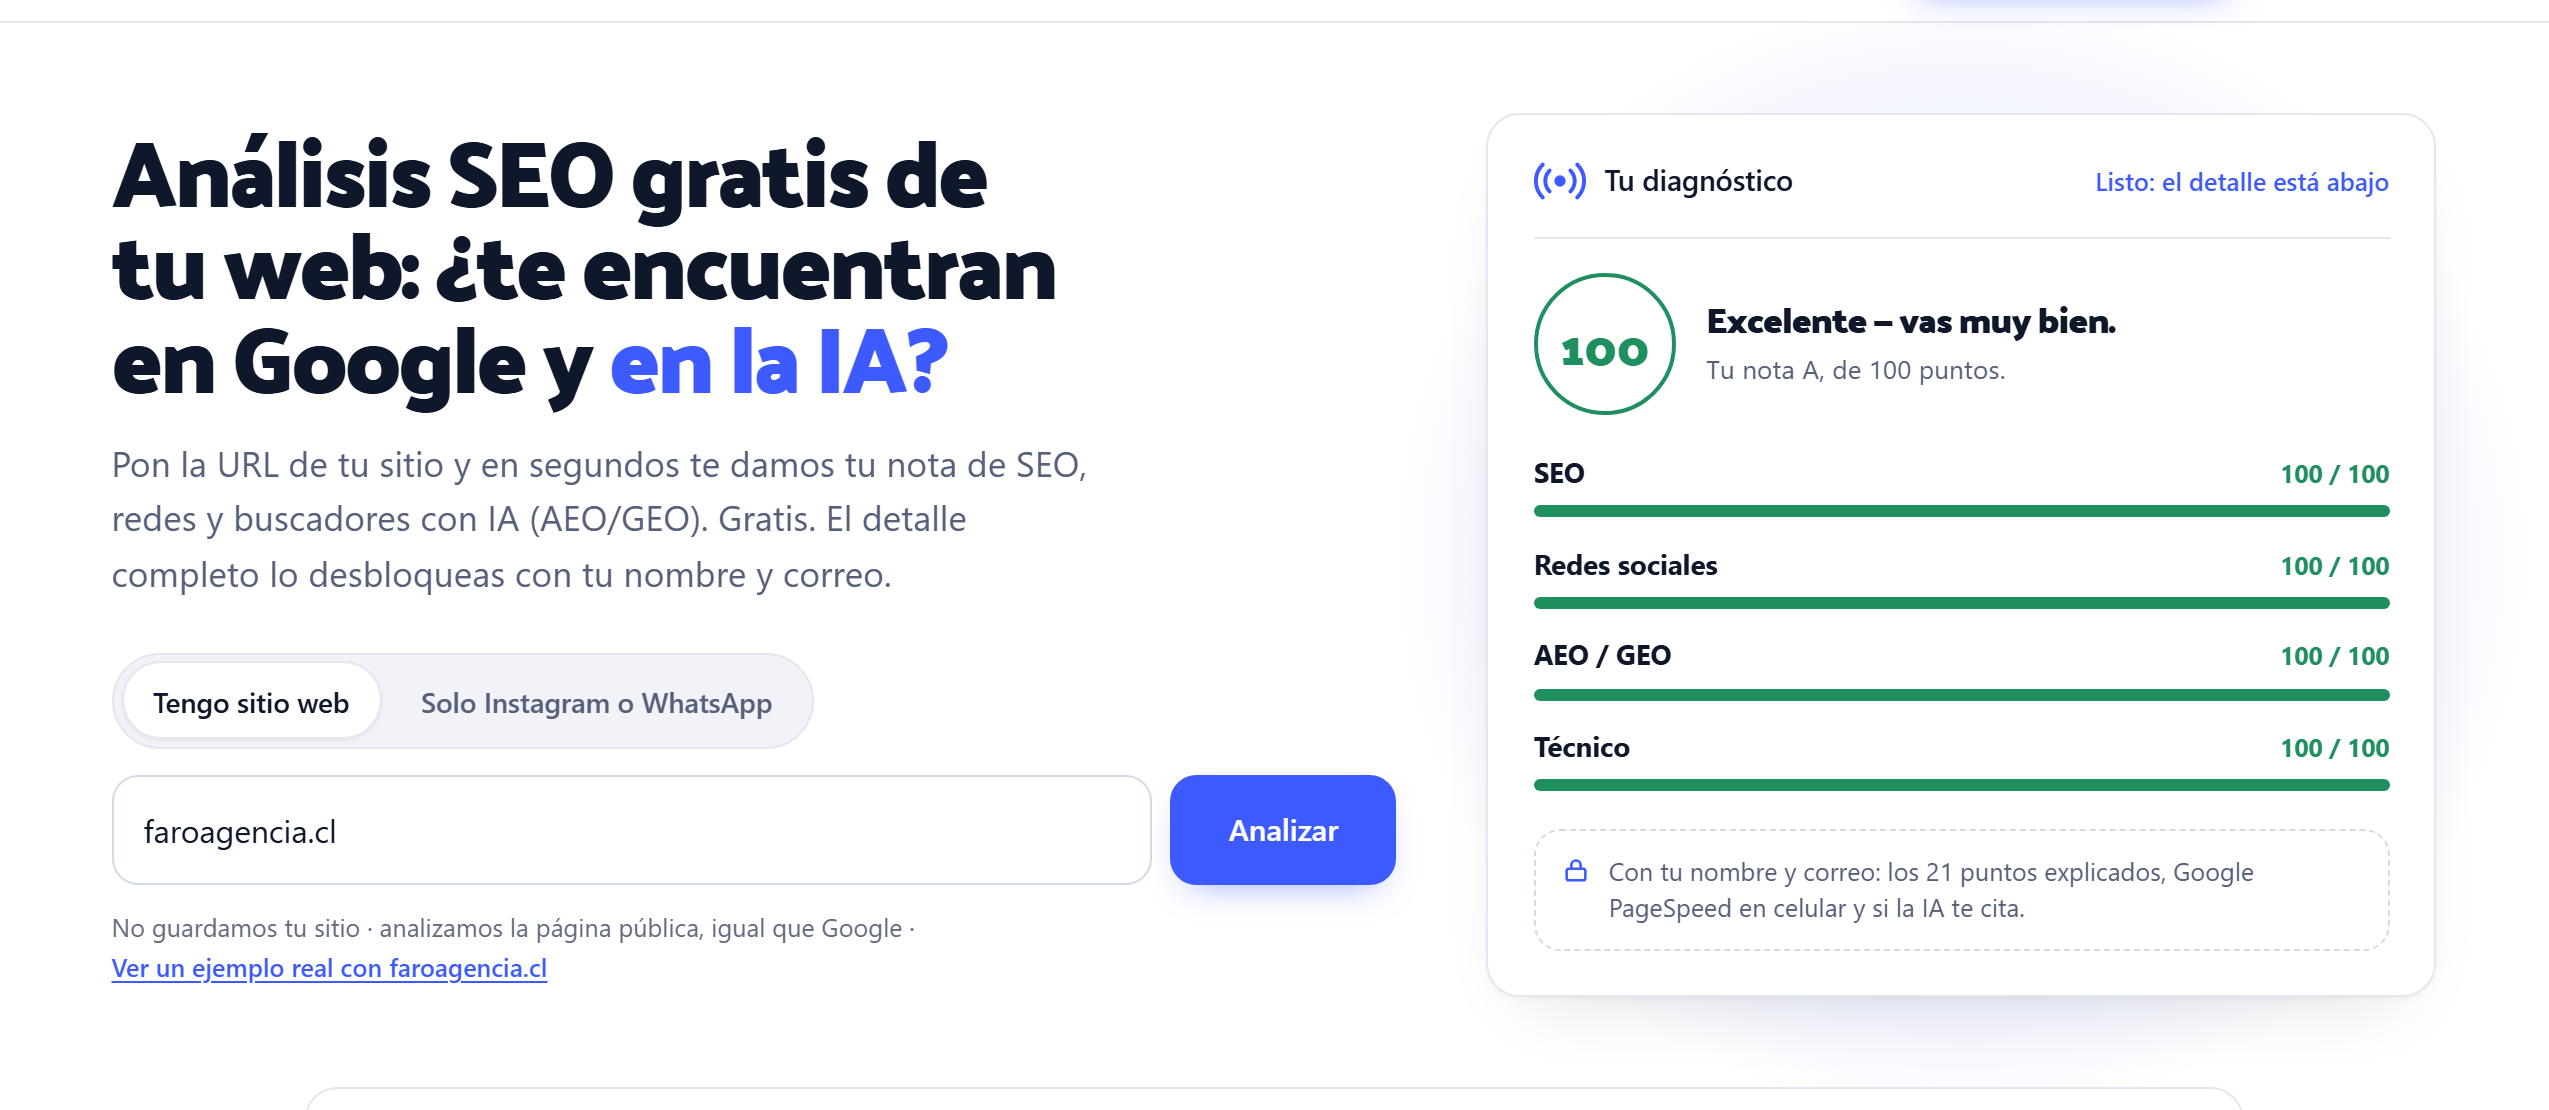 Análisis SEO gratis de
tu web: ¿te encuentran
en Google y en la IA?
Pon la URL de tu sitio y en segundos te damos tu nota de SEO,
redes y buscadores con IA (AEO/GEO). Gratis. El detalle
completo lo desbloqueas con tu nombre y correo.
Tengo sitio web
Solo Instagram o WhatsApp
faroagencia.cl
Analizar
No guardamos tu sitio · analizamos la página pública, igual que Google ·
Ver un ejemplo real con faroagencia.cl
Tu diagnóstico
Listo: el detalle está abajo
100
Excelente – vas muy bien.
Tu nota A, de 100 puntos.
SEO
100 / 100
Redes sociales
100 / 100
AEO / GEO
100 / 100
Técnico
100 / 100
Con tu nombre y correo: los 21 puntos explicados, Google
PageSpeed en celular y si la IA te cita.